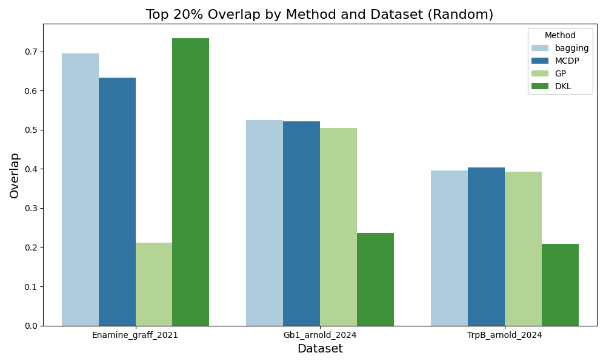 Top 20% Overlap by Method and Dataset (Random)
Method
bagging
MCDP
GP
DKL
Overlap
0.7
0.6
0.5
0.4
0.3
0.2
0.1
0.0
Enamine_graff_2021
Gb1_arnold_2024
TrpB_arnold_2024
Dataset